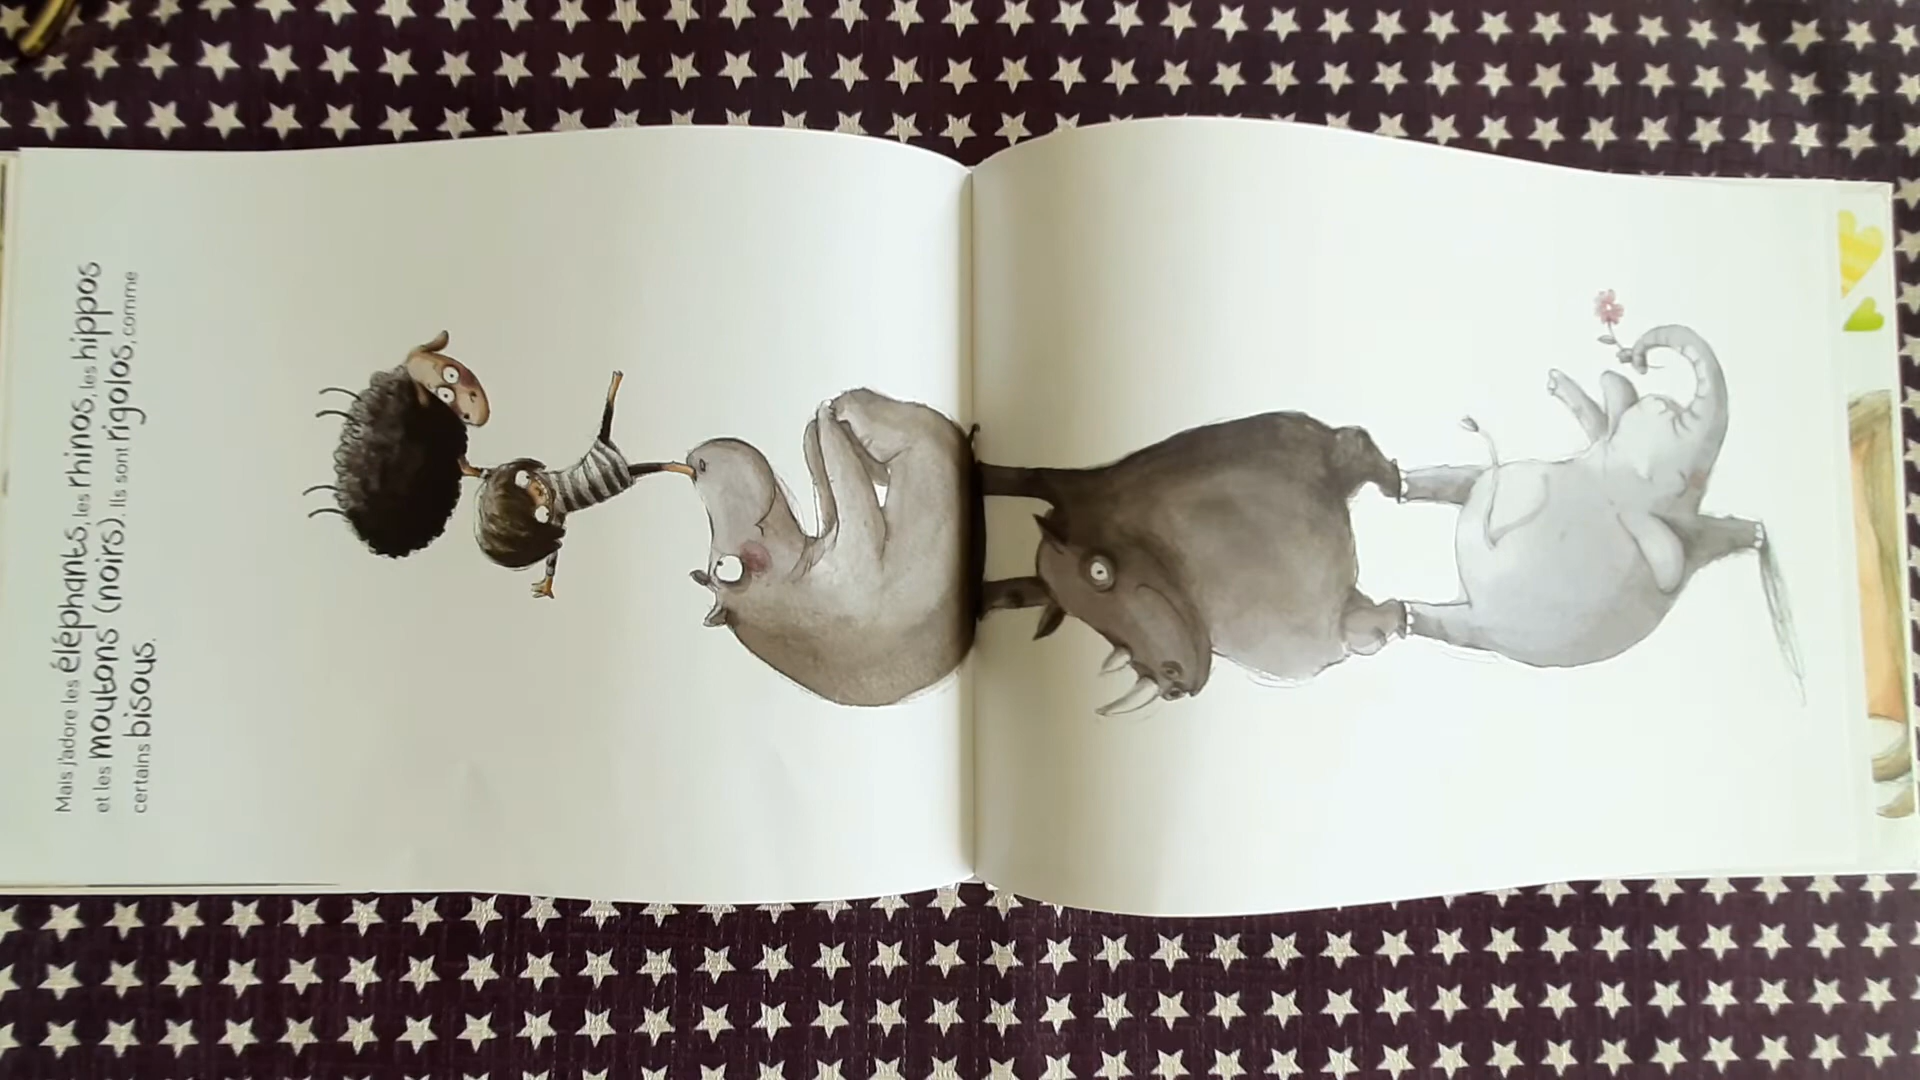 Mais j'adore les éléphants, les rhinos, les hippos
et les moutons (noirs). Ils sont rigolos, comme
certains bisous.